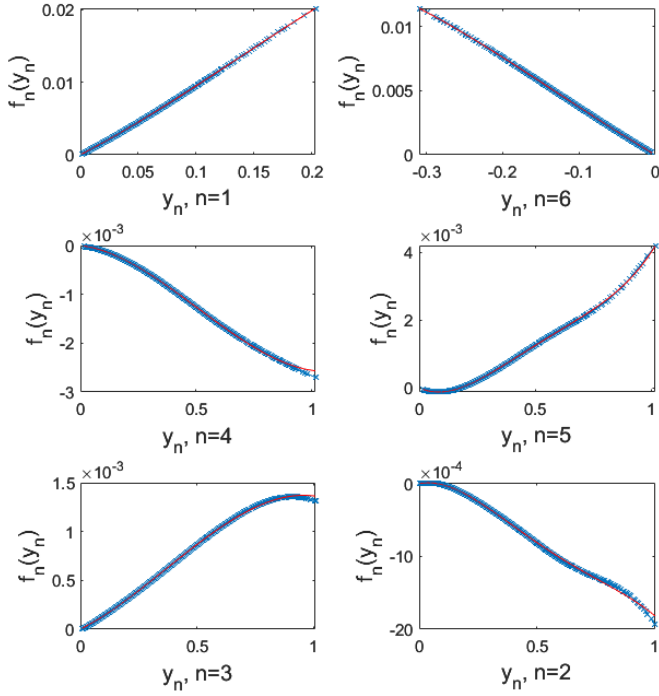 0.02
0.01
0
0 0.05 0.1 0.15 0.2
f_n(y_n)
y_n, n=1
0.01
0.005
0
-0.3 -0.2 -0.1 0
f_n(y_n)
y_n, n=6
×10^-3
0
-1
-2
-3
0 0.5 1
f_n(y_n)
y_n, n=4
×10^-3
4
2
0
0 0.5 1
f_n(y_n)
y_n, n=5
×10^-3
1.5
1
0.5
0
0 0.5 1
f_n(y_n)
y_n, n=3
×10^-4
0
-10
-20
0 0.5 1
f_n(y_n)
y_n, n=2